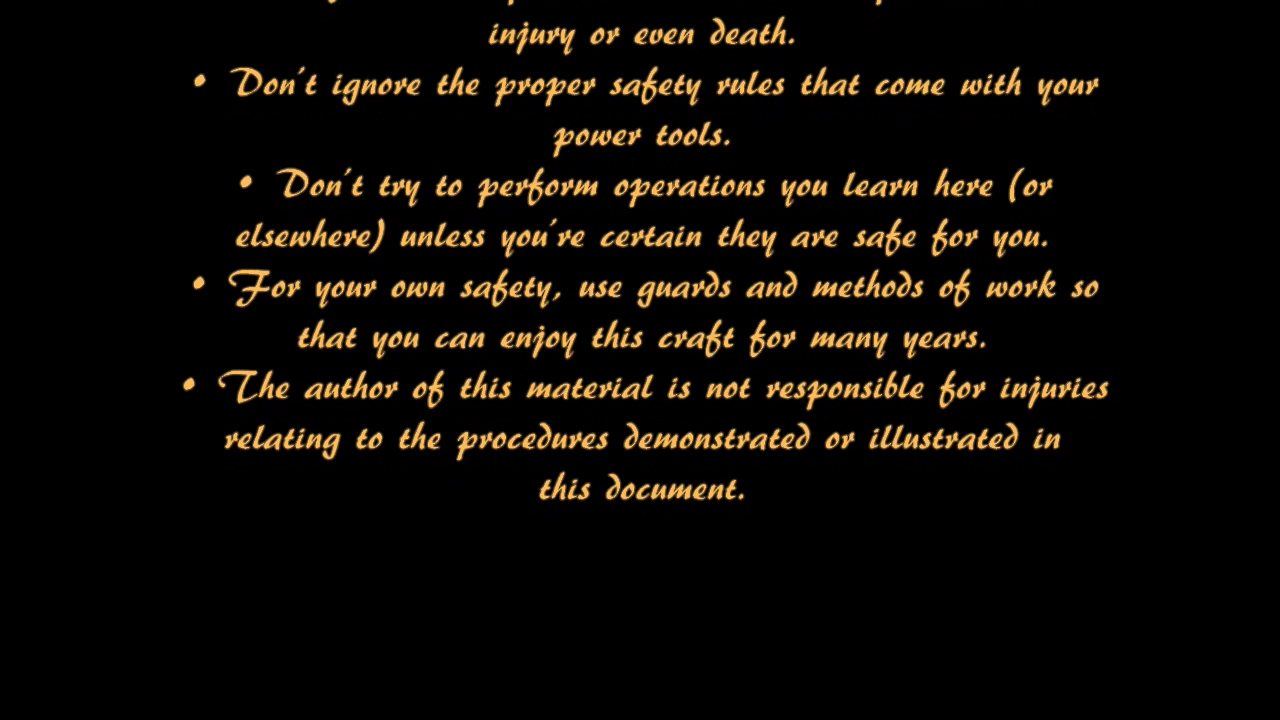 injury or even death.
• Don't ignore the proper safety rules that come with your
power tools.
• Don't try to perform operations you learn here (or
elsewhere) unless you're certain they are safe for you.
• For your own safety, use guards and methods of work so
that you can enjoy this craft for many years.
• The author of this material is not responsible for injuries
relating to the procedures demonstrated or illustrated in
this document.